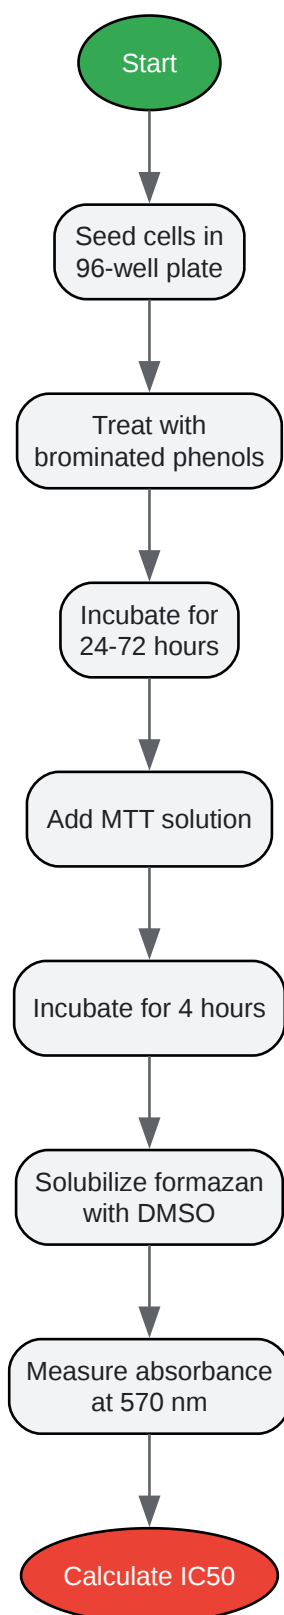 Start
Seed cells in
96-well plate
Treat with
brominated phenols
Incubate for
24-72 hours
Add MTT solution
Incubate for 4 hours
Solubilize formazan
with DMSO
Measure absorbance
at 570 nm
Calculate IC50